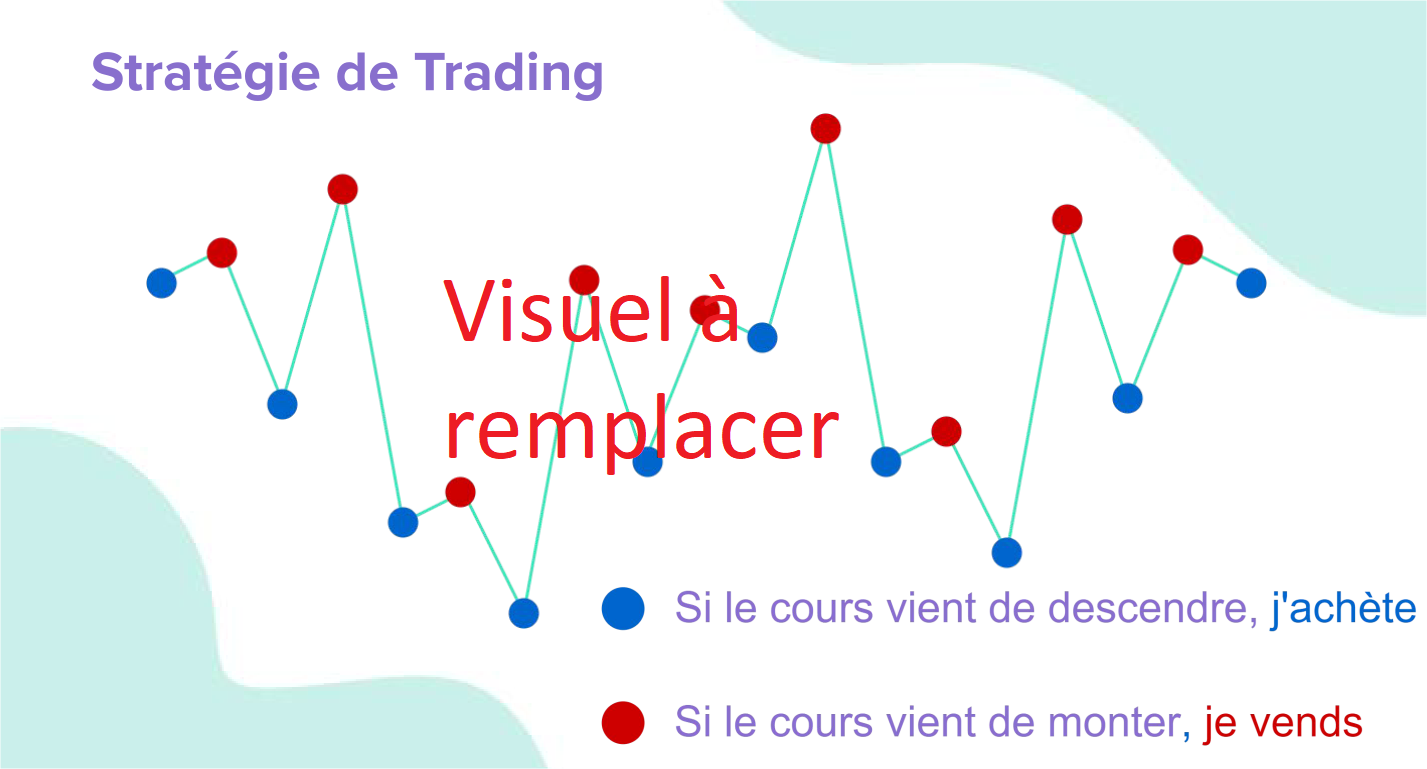 Stratégie de Trading
Visuel à
remplacer
Si le cours vient de descendre, j'achète
Si le cours vient de monter, je vends